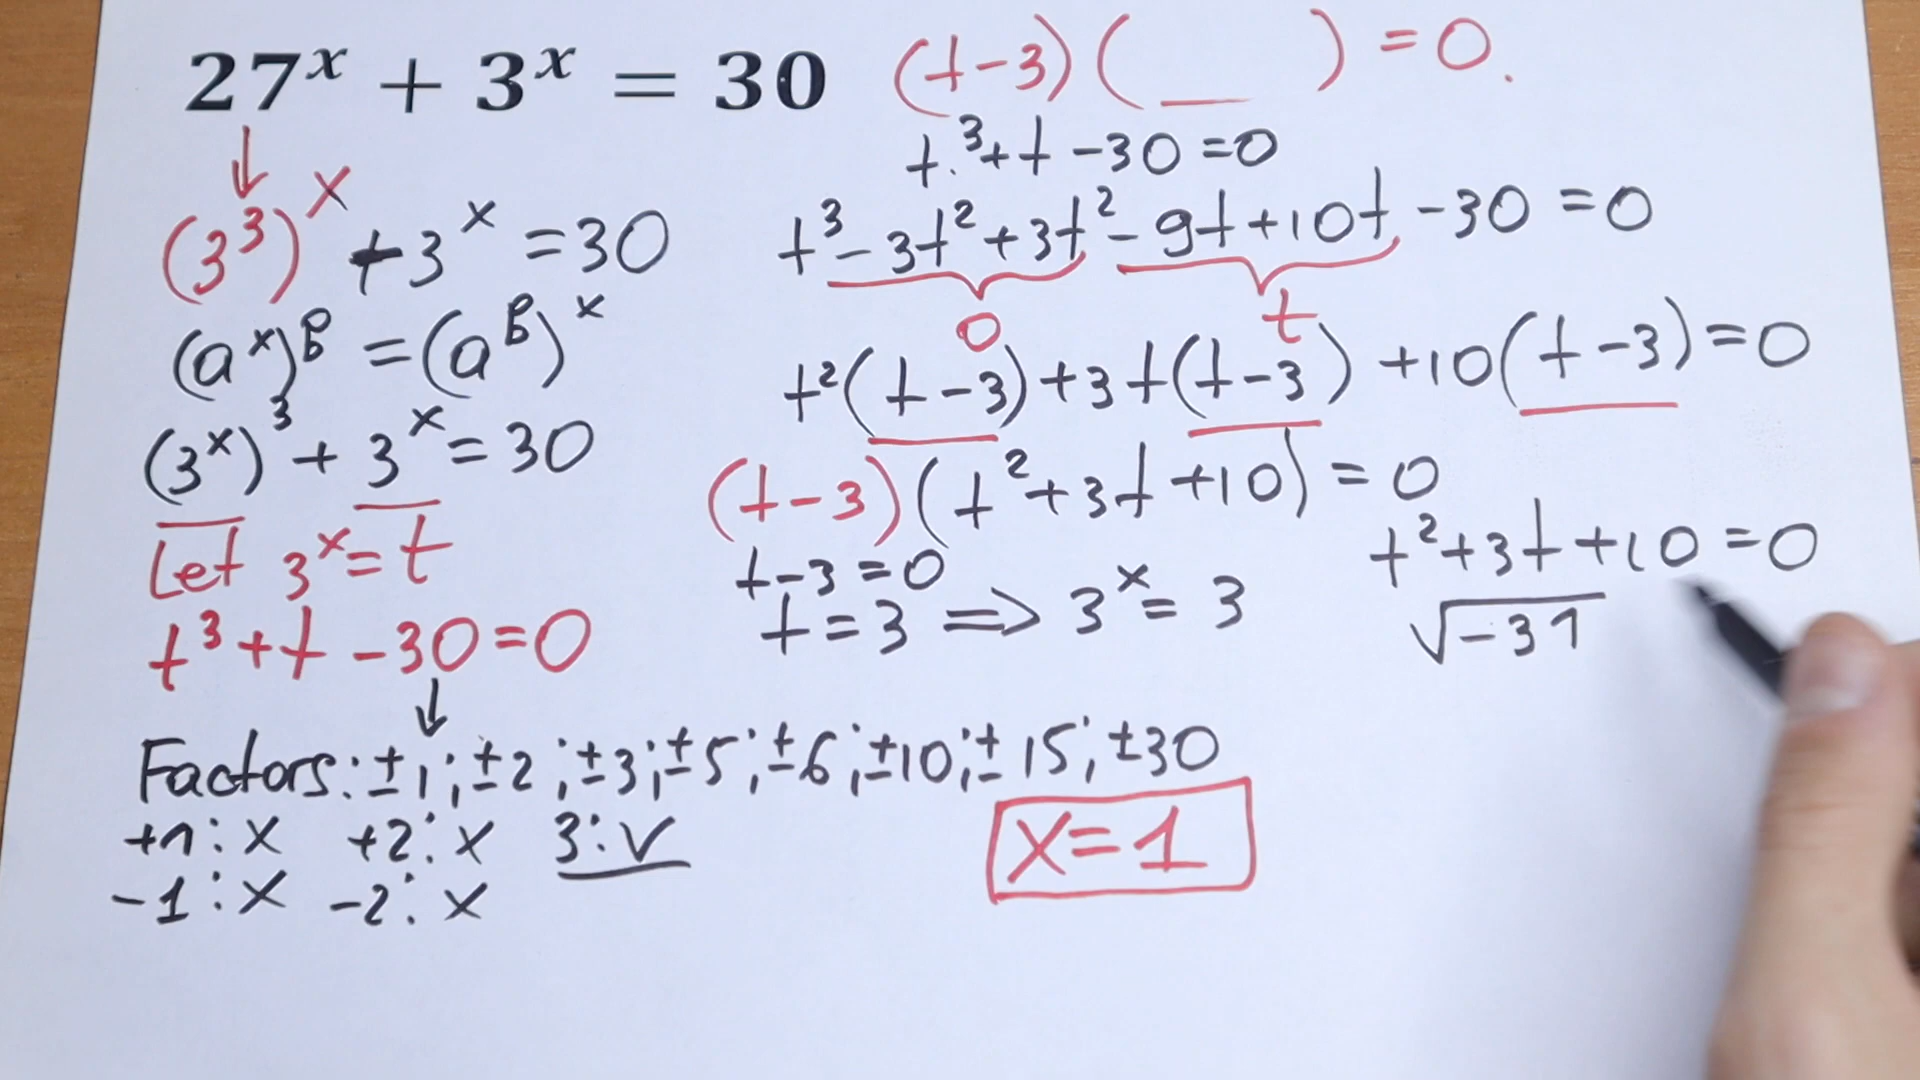 27^x + 3^x = 30
(3^3)^x + 3^x = 30
(a^x)^β = (a^β)^x
(3^x)^3 + 3^x = 30
Let 3^x = t
t^3 + t - 30 = 0
Factors: ±1; ±2; ±3; ±5; ±6; ±10; ±15; ±30
+1: x +2: x 3: v
-1: x -2: x
(t-3)(_ ) = 0.
t^3 + t - 30 = 0
t^3 - 3t^2 + 3t^2 - 9t + 10t - 30 = 0
0 t
t^2(t-3) + 3t(t-3) + 10(t-3) = 0
(t-3)(t^2 + 3t + 10) = 0
t-3 = 0
t = 3 => 3^x = 3
t^2 + 3t + 10 = 0
√-31
x = 1